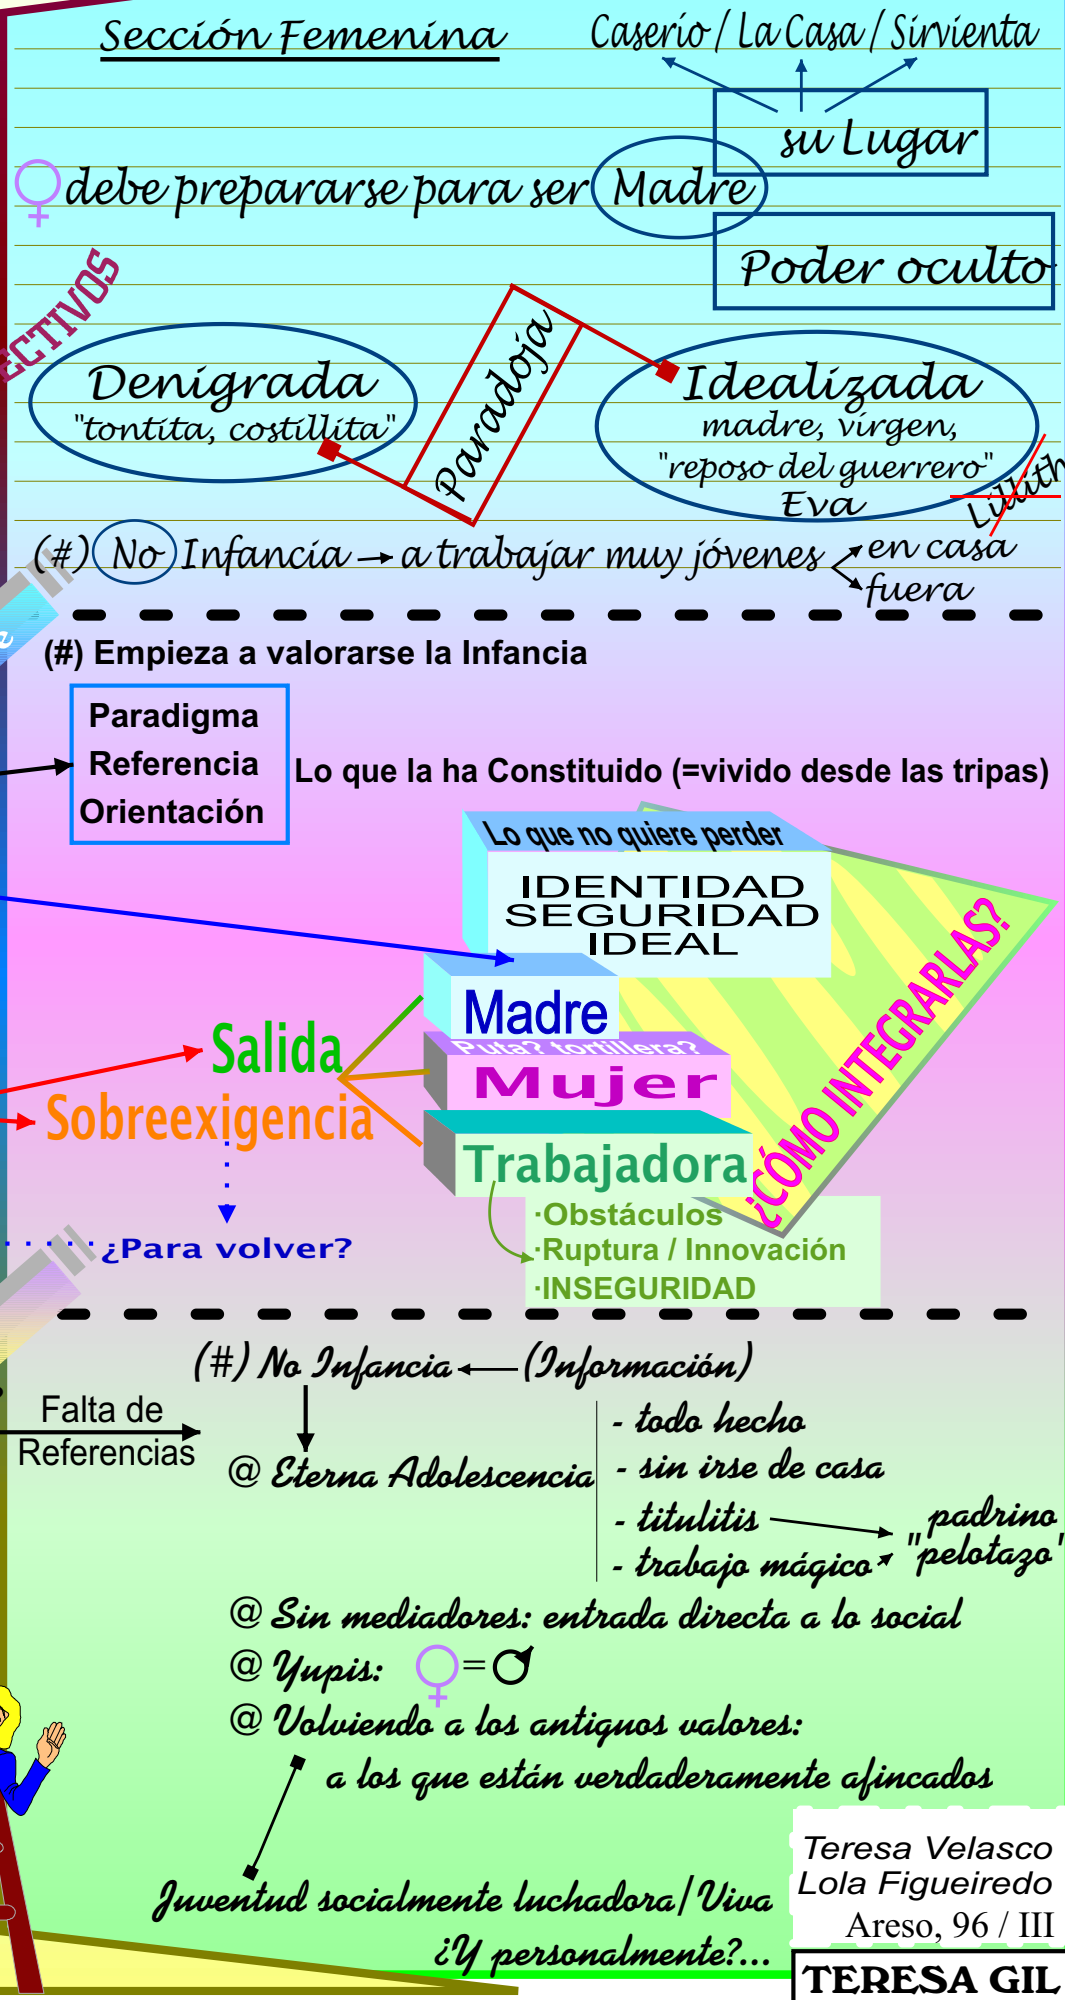 Sección Femenina
Caserío / La Casa / Sirvienta
su Lugar
debe prepararse para ser Madre
Poder oculto
ECTIVOS
Denigrada
"tontita, costillita"
Paradoja
Idealizada
madre, virgen,
"reposo del guerrero"
Eva
Lillith
(#) No Infancia → a trabajar muy jóvenes
en casa
fuera
(#) Empieza a valorarse la Infancia
Paradigma
Referencia
Orientación
Lo que la ha Constituido (=vivido desde las tripas)
Lo que no quiere perder
IDENTIDAD
SEGURIDAD
IDEAL
Madre
Puta? tortillera?
Mujer
Trabajadora
¿CÓMO INTEGRARLAS?
Salida
Sobreexigencia
¿Para volver?
·Obstáculos
·Ruptura / Innovación
·INSEGURIDAD
(#) No Infancia ← (Información)
Falta de
Referencias
@ Eterna Adolescencia
- todo hecho
- sin irse de casa
- titulitis
- trabajo mágico
padrino
"pelotazo"
@ Sin mediadores: entrada directa a lo social
@ Yupis: ♀=♂
@ Volviendo a los antiguos valores:
a los que están verdaderamente afincados
Juventud socialmente luchadora/Viva
¿Y personalmente?...
Teresa Velasco
Lola Figueiredo
Areso, 96 / III
TERESA GIL